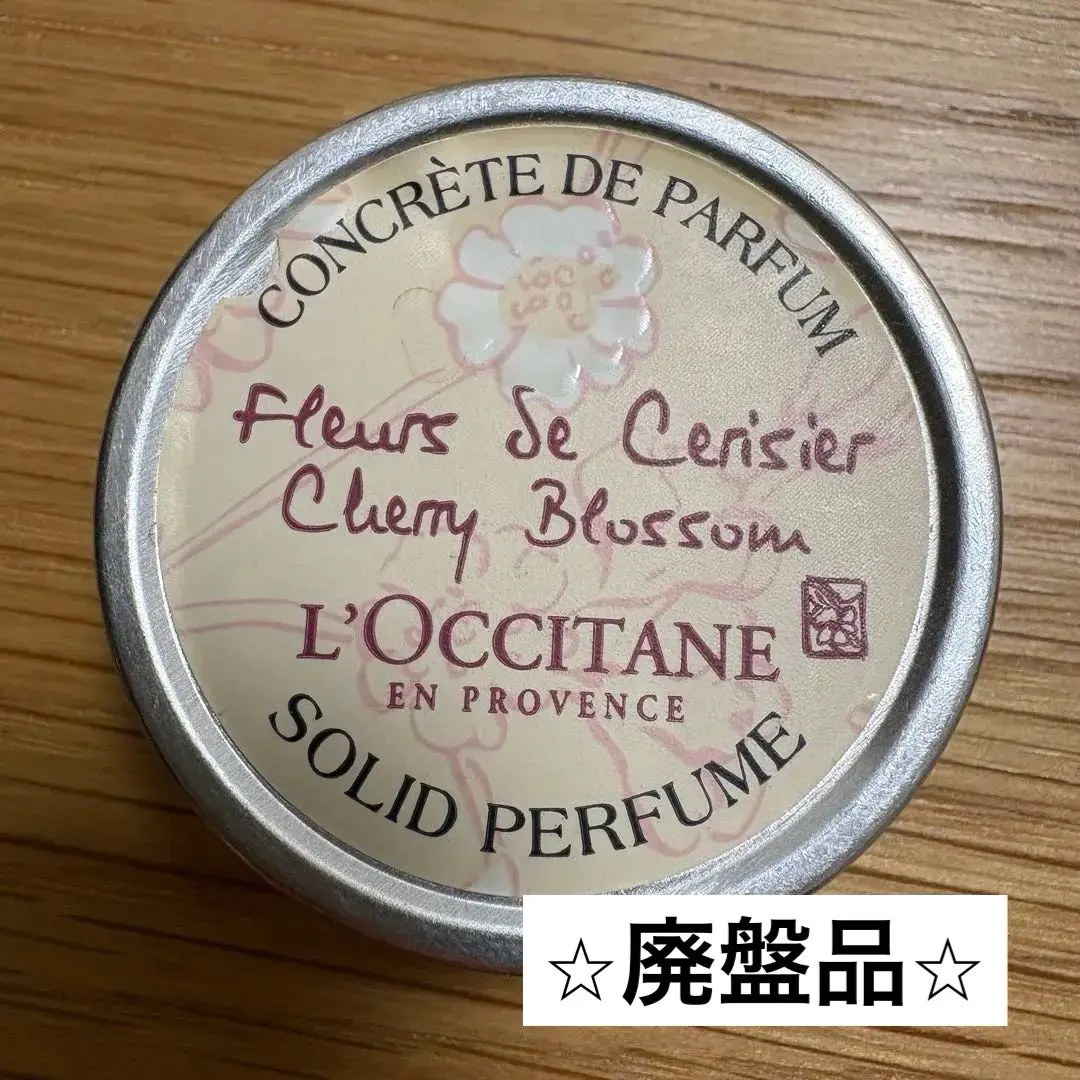 CONCRÈTE DE PARFUM
Fleurs de Cerisier
Cherry Blossom
L'OCCITANE
EN PROVENCE
SOLID PERFUME
☆廃盤品☆